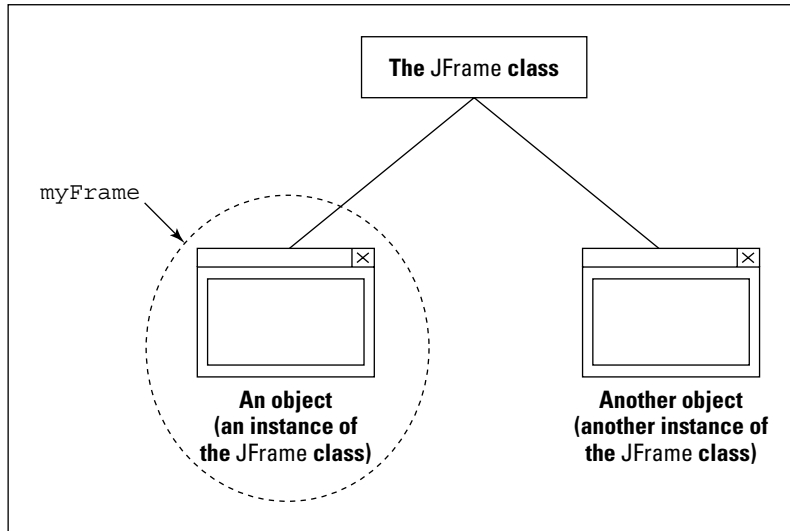 The JFrame class
myFrame
An object
(an instance of
the JFrame class)
Another object
(another instance of
the JFrame class)